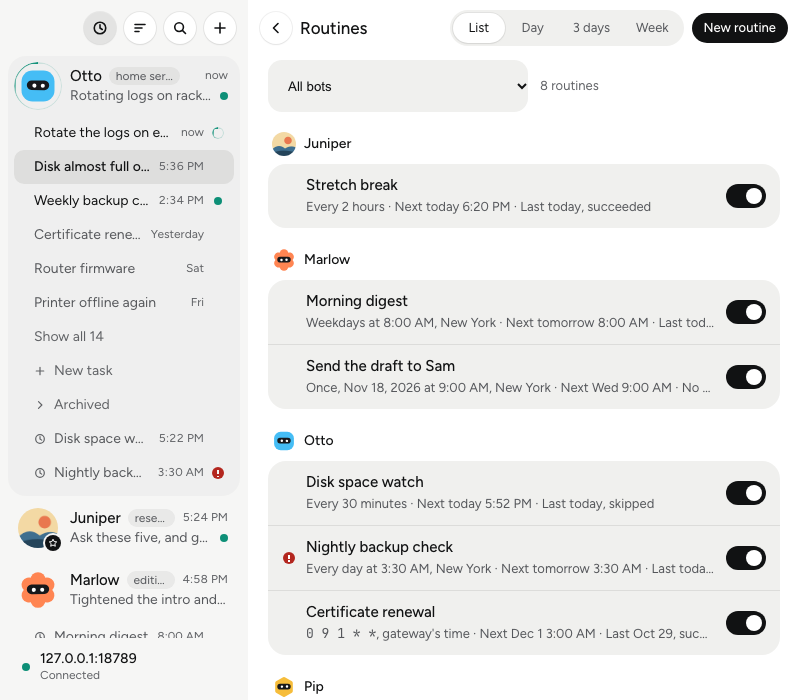 Otto home ser... now
Rotating logs on rack...
Rotate the logs on e... now
Disk almost full o... 5:36 PM
Weekly backup c... 2:34 PM
Certificate rene... Yesterday
Router firmware Sat
Printer offline again Fri
Show all 14
New task
Archived
Disk space w... 5:22 PM
Nightly back... 3:30 AM
Juniper rese... 5:24 PM
Ask these five, and g...
Marlow editi... 4:58 PM
Tightened the intro and...
Morning digest 8:00 AM
127.0.0.1:18789
Connected
Routines
List Day 3 days Week
New routine
All bots
8 routines
Juniper
Stretch break
Every 2 hours · Next today 6:20 PM · Last today, succeeded
Marlow
Morning digest
Weekdays at 8:00 AM, New York · Next tomorrow 8:00 AM · Last tod...
Send the draft to Sam
Once, Nov 18, 2026 at 9:00 AM, New York · Next Wed 9:00 AM · No ...
Otto
Disk space watch
Every 30 minutes · Next today 5:52 PM · Last today, skipped
Nightly backup check
Every day at 3:30 AM, New York · Next tomorrow 3:30 AM · Last toda...
Certificate renewal
0 9 1 * *, gateway's time · Next Dec 1 3:00 AM · Last Oct 29, suc...
Pip